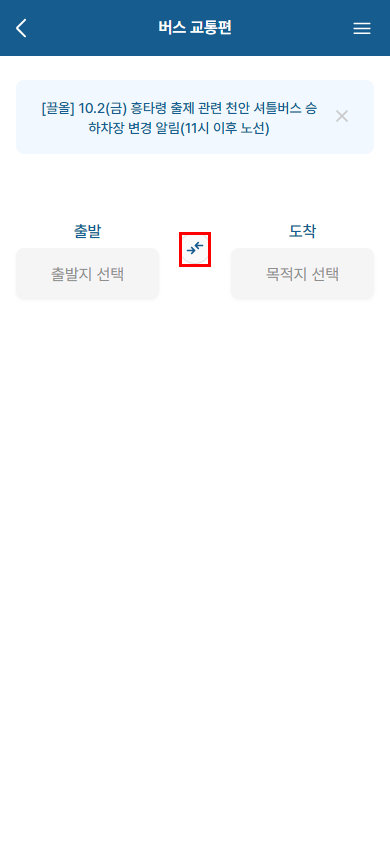 버스 교통편
[끌올] 10.2(금) 흥타령 출제 관련 천안 셔틀버스 승
하차장 변경 알림(11시 이후 노선)
출발
도착
출발지 선택
목적지 선택